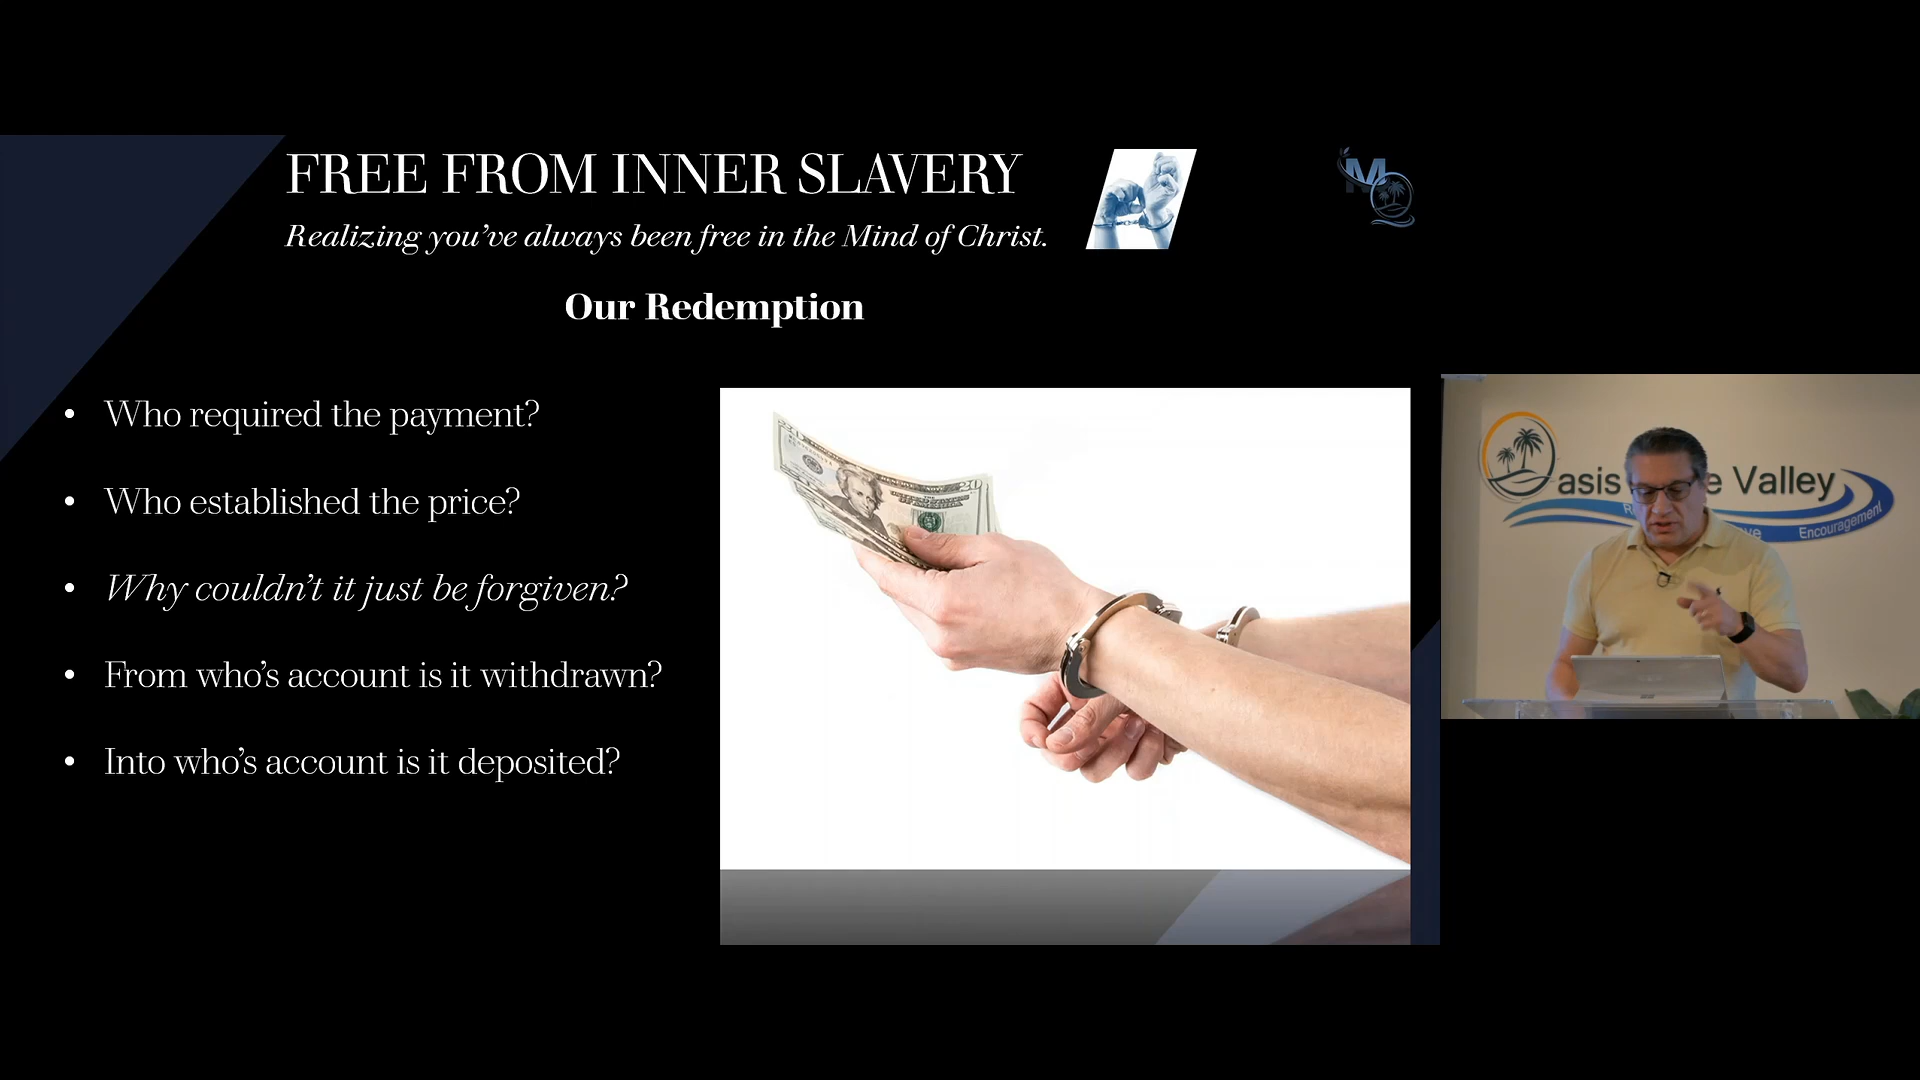 FREE FROM INNER SLAVERY
Realizing you've always been free in the Mind of Christ.
M
Our Redemption
• Who required the payment?
• Who established the price?
• Why couldn't it just be forgiven?
• From who's account is it withdrawn?
• Into who's account is it deposited?
20
asis e Valley
Encouragement